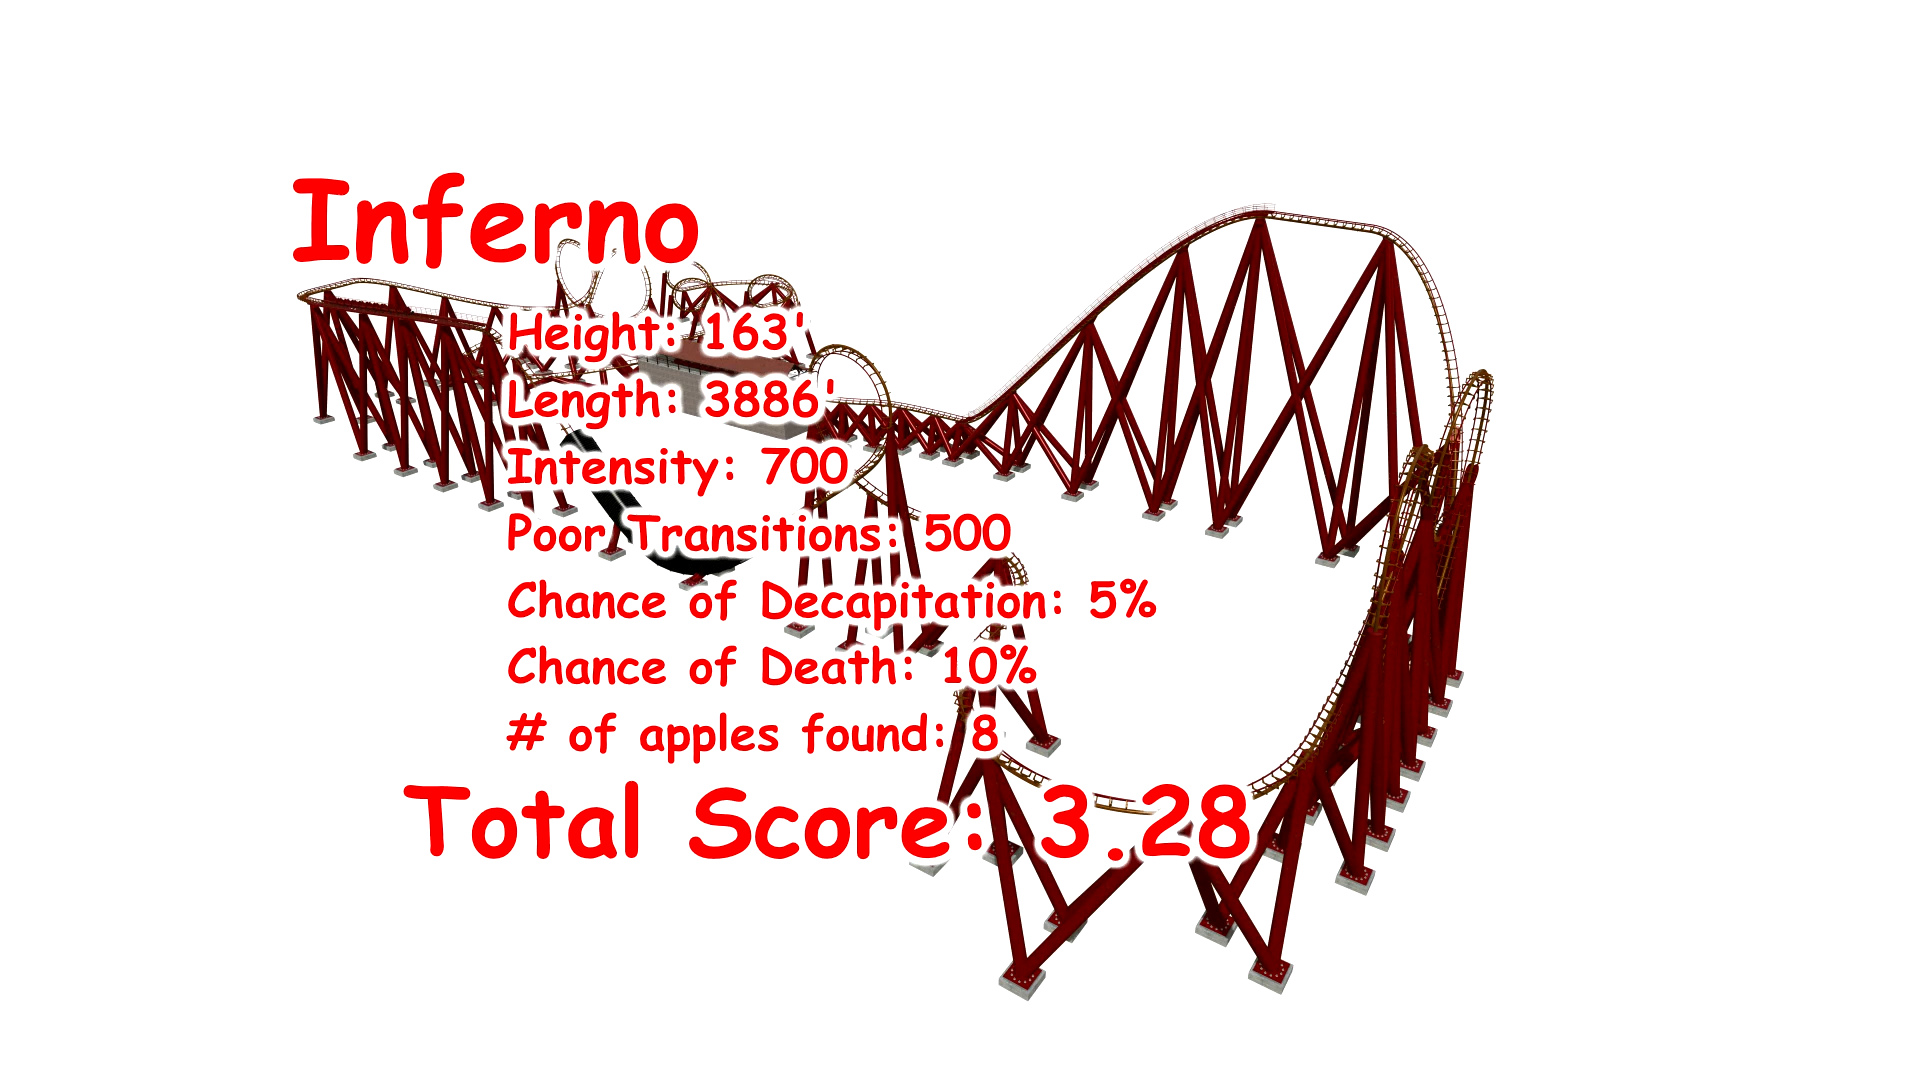 Inferno
Height: 163'
Length: 3886'
Intensity: 700
Poor Transitions: 500
Chance of Decapitation: 5%
Chance of Death: 10%
# of apples found: 8
Total Score: 3.28